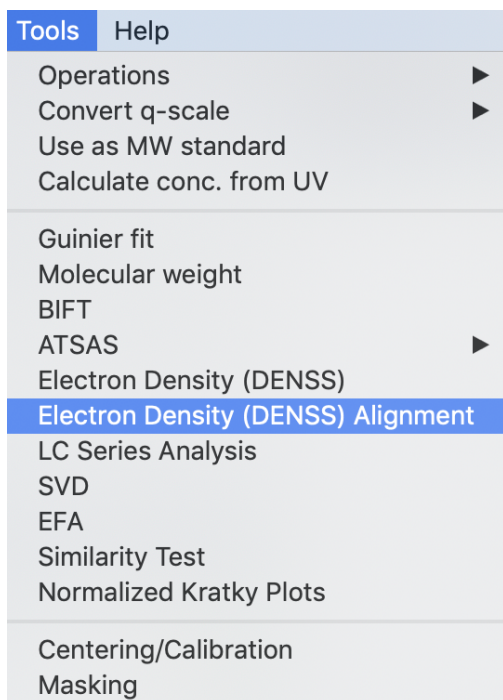 Tools Help
Operations
Convert q-scale
Use as MW standard
Calculate conc. from UV
Guinier fit
Molecular weight
BIFT
ATSAS
Electron Density (DENSS)
Electron Density (DENSS) Alignment
LC Series Analysis
SVD
EFA
Similarity Test
Normalized Kratky Plots
Centering/Calibration
Masking